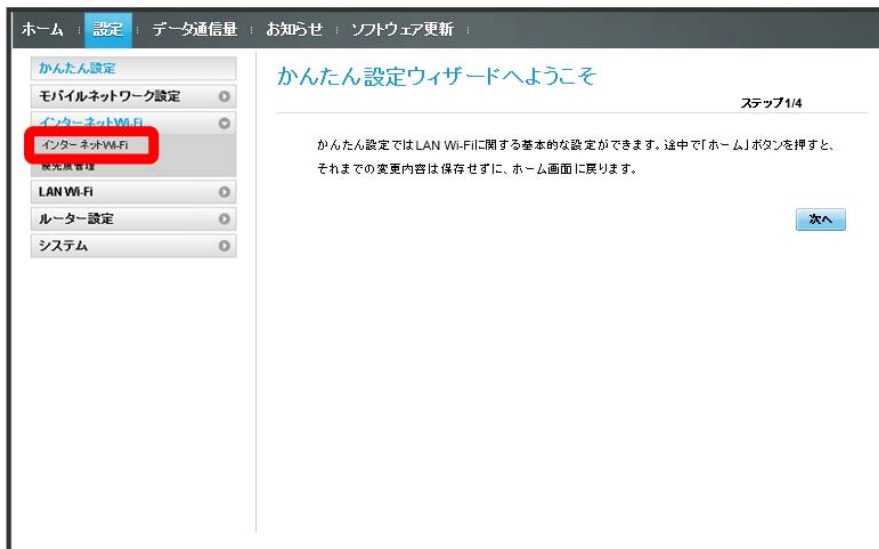 ホーム 設定 データ通信量 お知らせ ソフトウェア更新
かんたん設定
モバイルネットワーク設定
インターネットWi-Fi
インターネットWi-Fi
優先度管理
LAN Wi-Fi
ルーター設定
システム
かんたん設定ウィザードへようこそ
ステップ1/4
かんたん設定ではLAN Wi-Fiに関する基本的な設定ができます。途中で「ホーム」ボタンを押すと、
それまでの変更内容は保存せずに、ホーム画面に戻ります。
次へ